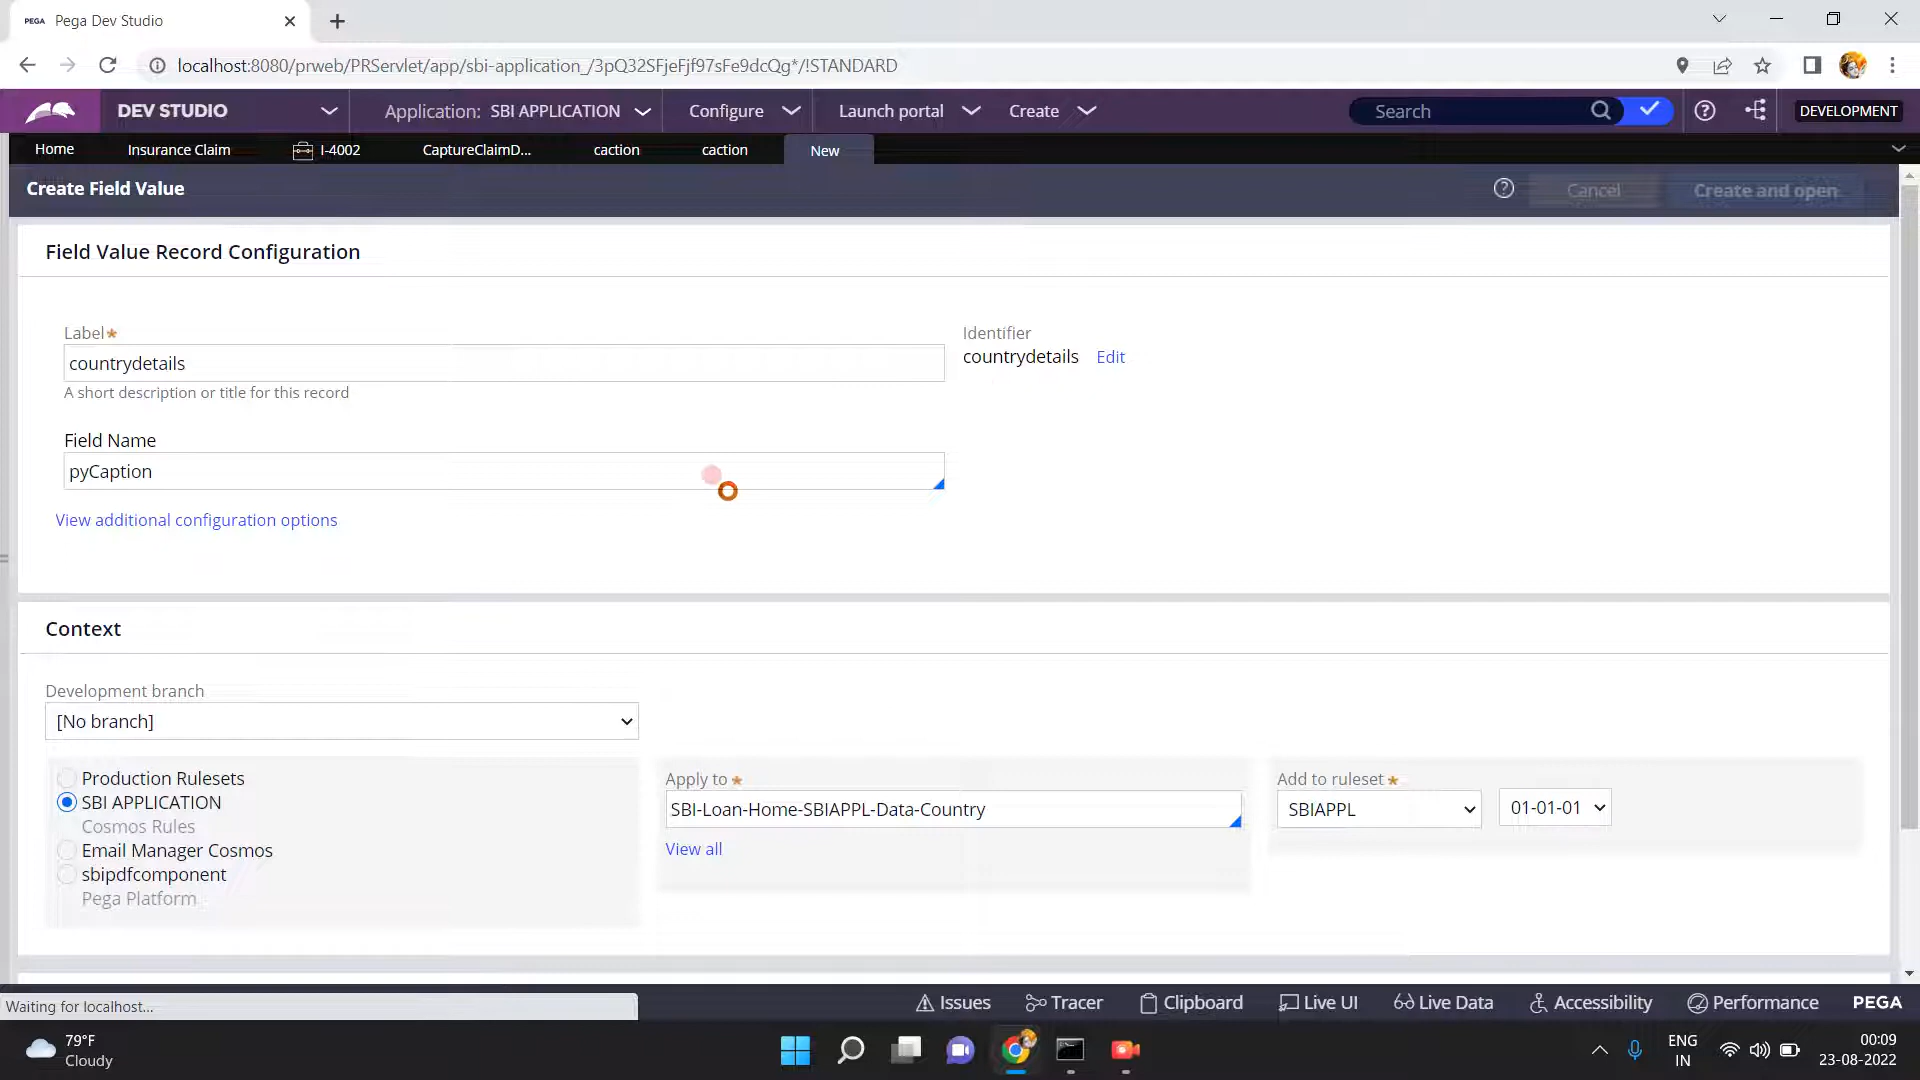 PEGA Pega Dev Studio
localhost:8080/prweb/PRServlet/app/sbi-application_/3pQ32SFjeFjf97sFe9dcQg*/!STANDARD
DEV STUDIO Application: SBI APPLICATION Configure Launch portal Create Search DEVELOPMENT
Home Insurance Claim I-4002 CaptureClaimD... caction caction New
Create Field Value Cancel Create and open
Field Value Record Configuration
Label★ Identifier
countrydetails countrydetails Edit
A short description or title for this record
Field Name
pyCaption
View additional configuration options
Context
Development branch
[No branch]
Production Rulesets Apply to ★ Add to ruleset ★
SBI APPLICATION SBI-Loan-Home-SBIAPPL-Data-Country SBIAPPL 01-01-01
Cosmos Rules
Email Manager Cosmos View all
sbipdfcomponent
Pega Platform
Waiting for localhost... Issues Tracer Clipboard Live UI Live Data Accessibility Performance PEGA
79°F ENG 00:09
Cloudy IN 23-08-2022